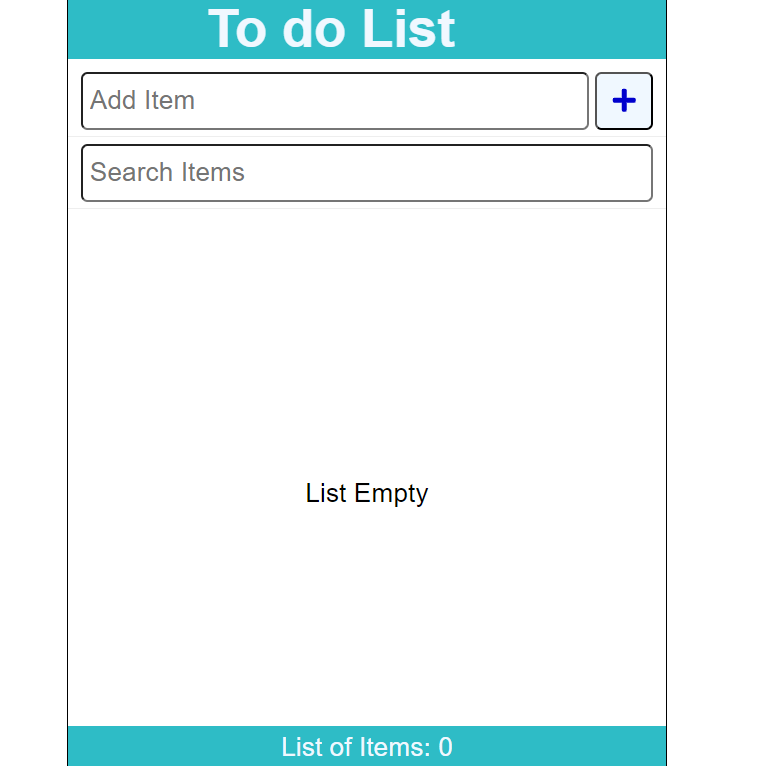 To do List
Add Item
Search Items
List Empty
List of Items: 0